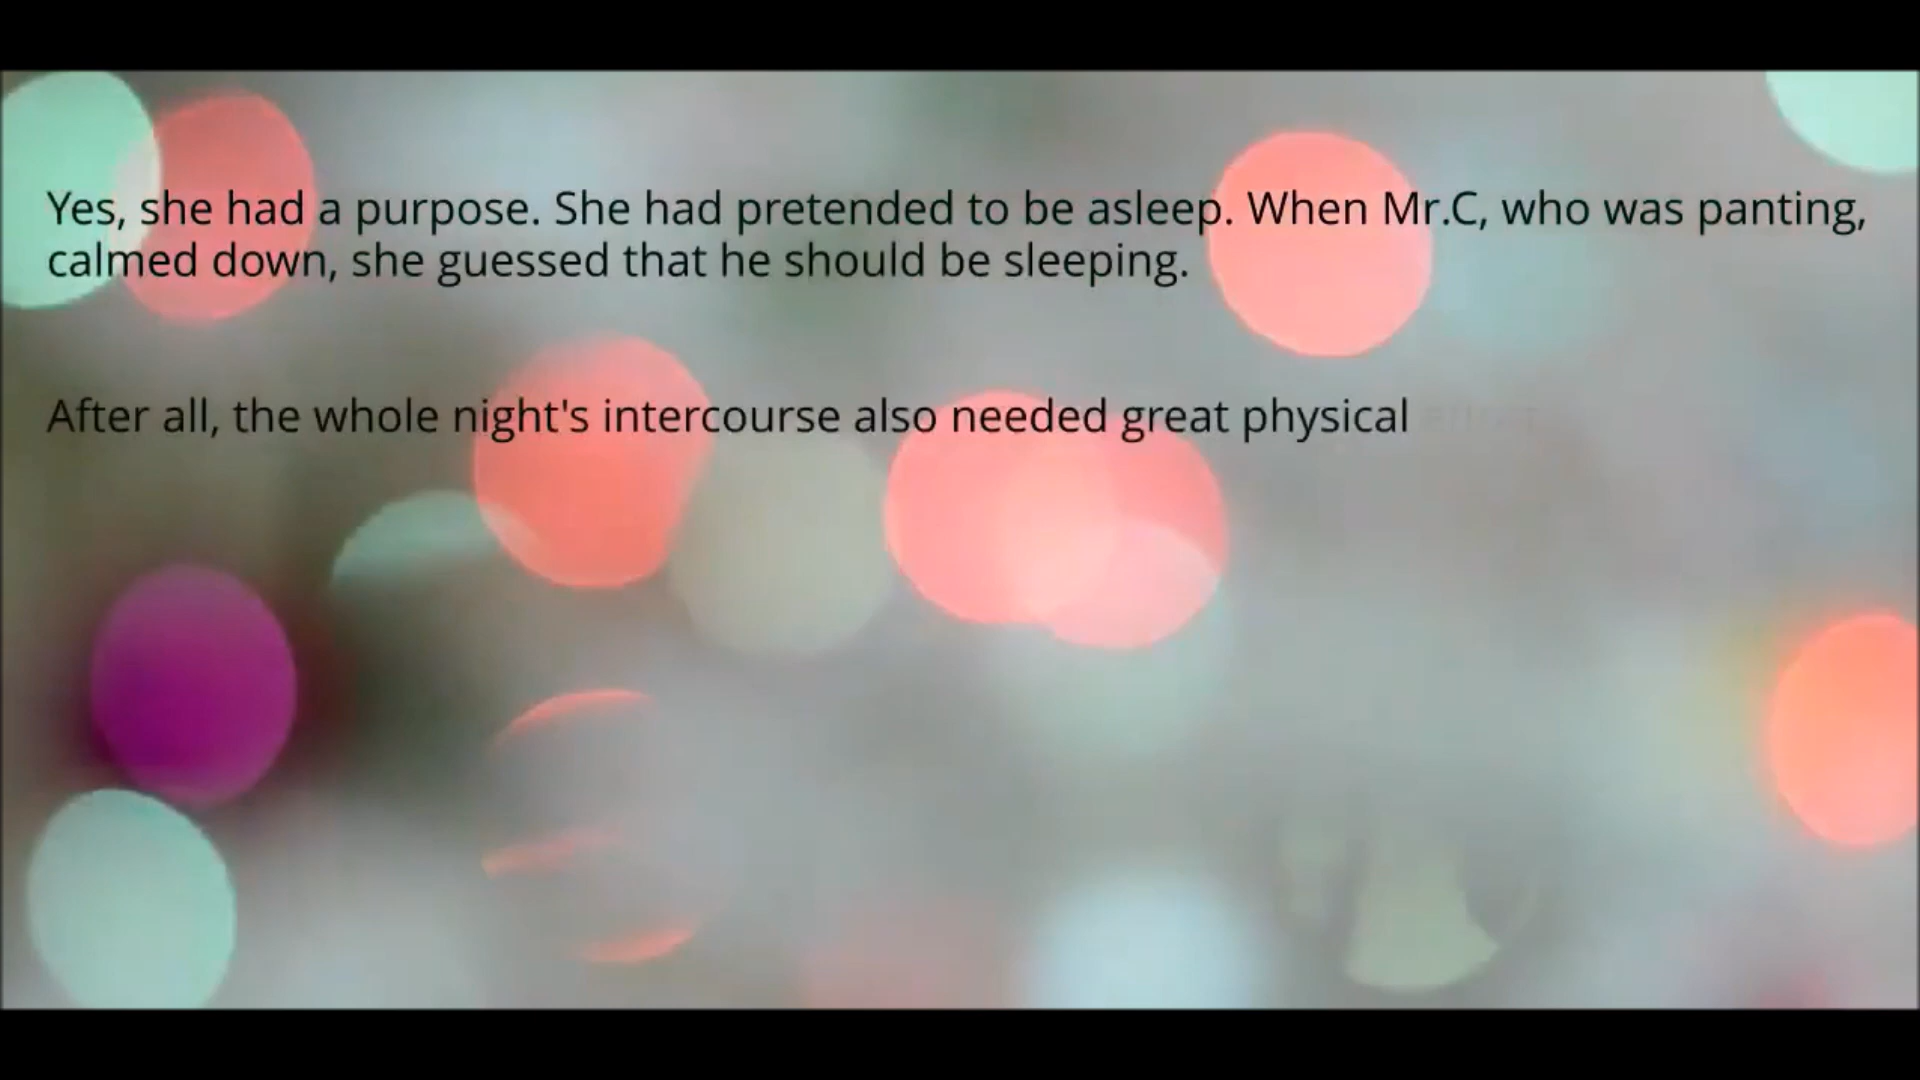 Yes, she had a purpose. She had pretended to be asleep. When Mr.C, who was panting,
calmed down, she guessed that he should be sleeping.
After all, the whole night's intercourse also needed great physical